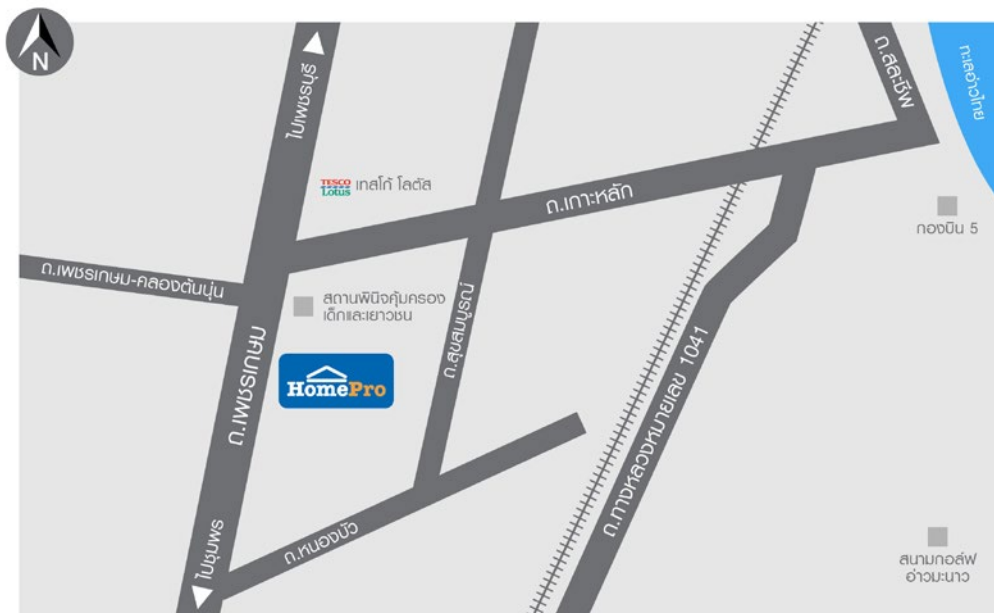 N
ไปเพชรบุรี
ถ.สละชีพ
ทะเลอ่าวไทย
TESCO
Lotus
เทสโก้ โลตัส
ถ.เกาะหลัก
กองบิน 5
ถ.เพชรเกษม-คลองต้นนุ่น
สถานพินิจคุ้มครอง
เด็กและเยาวชน
ถ.สุขสมบูรณ์
ถ.เพชรเกษม
HomePro
ถ.ทางหลวงหมายเลข 1041
ถ.หนองบัว
ไปชุมพร
สนามกอล์ฟ
อ่าวมะนาว